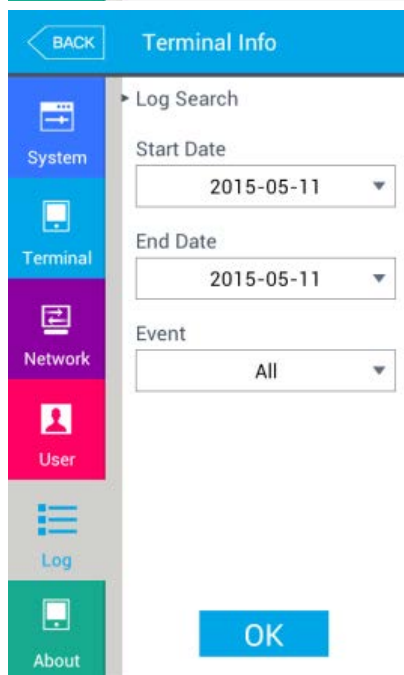 BACK
Terminal Info
System
Terminal
Network
User
Log
About
Log Search
Start Date
2015-05-11
End Date
2015-05-11
Event
All
OK